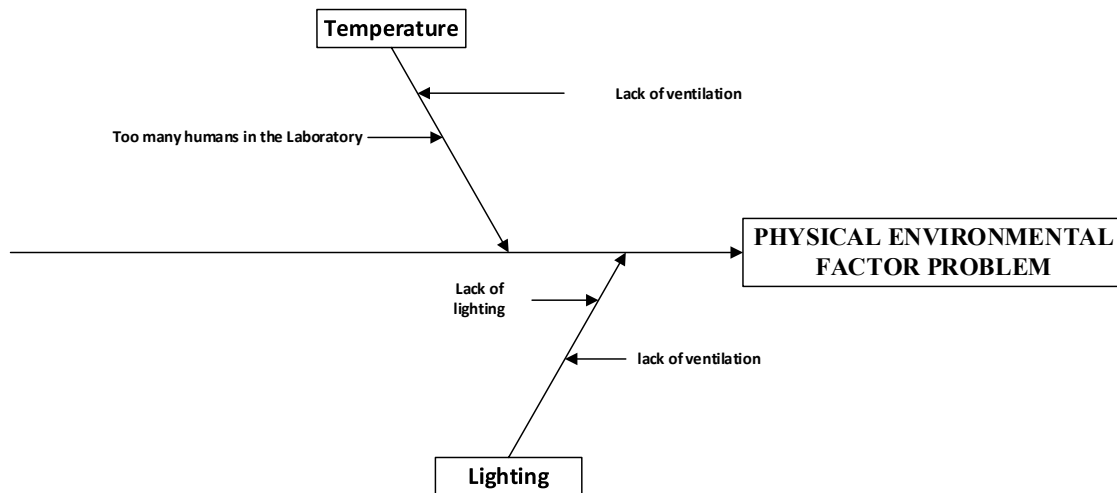 Temperature
Lack of ventilation
Too many humans in the Laboratory
PHYSICAL ENVIRONMENTAL
FACTOR PROBLEM
Lack of
lighting
lack of ventilation
Lighting